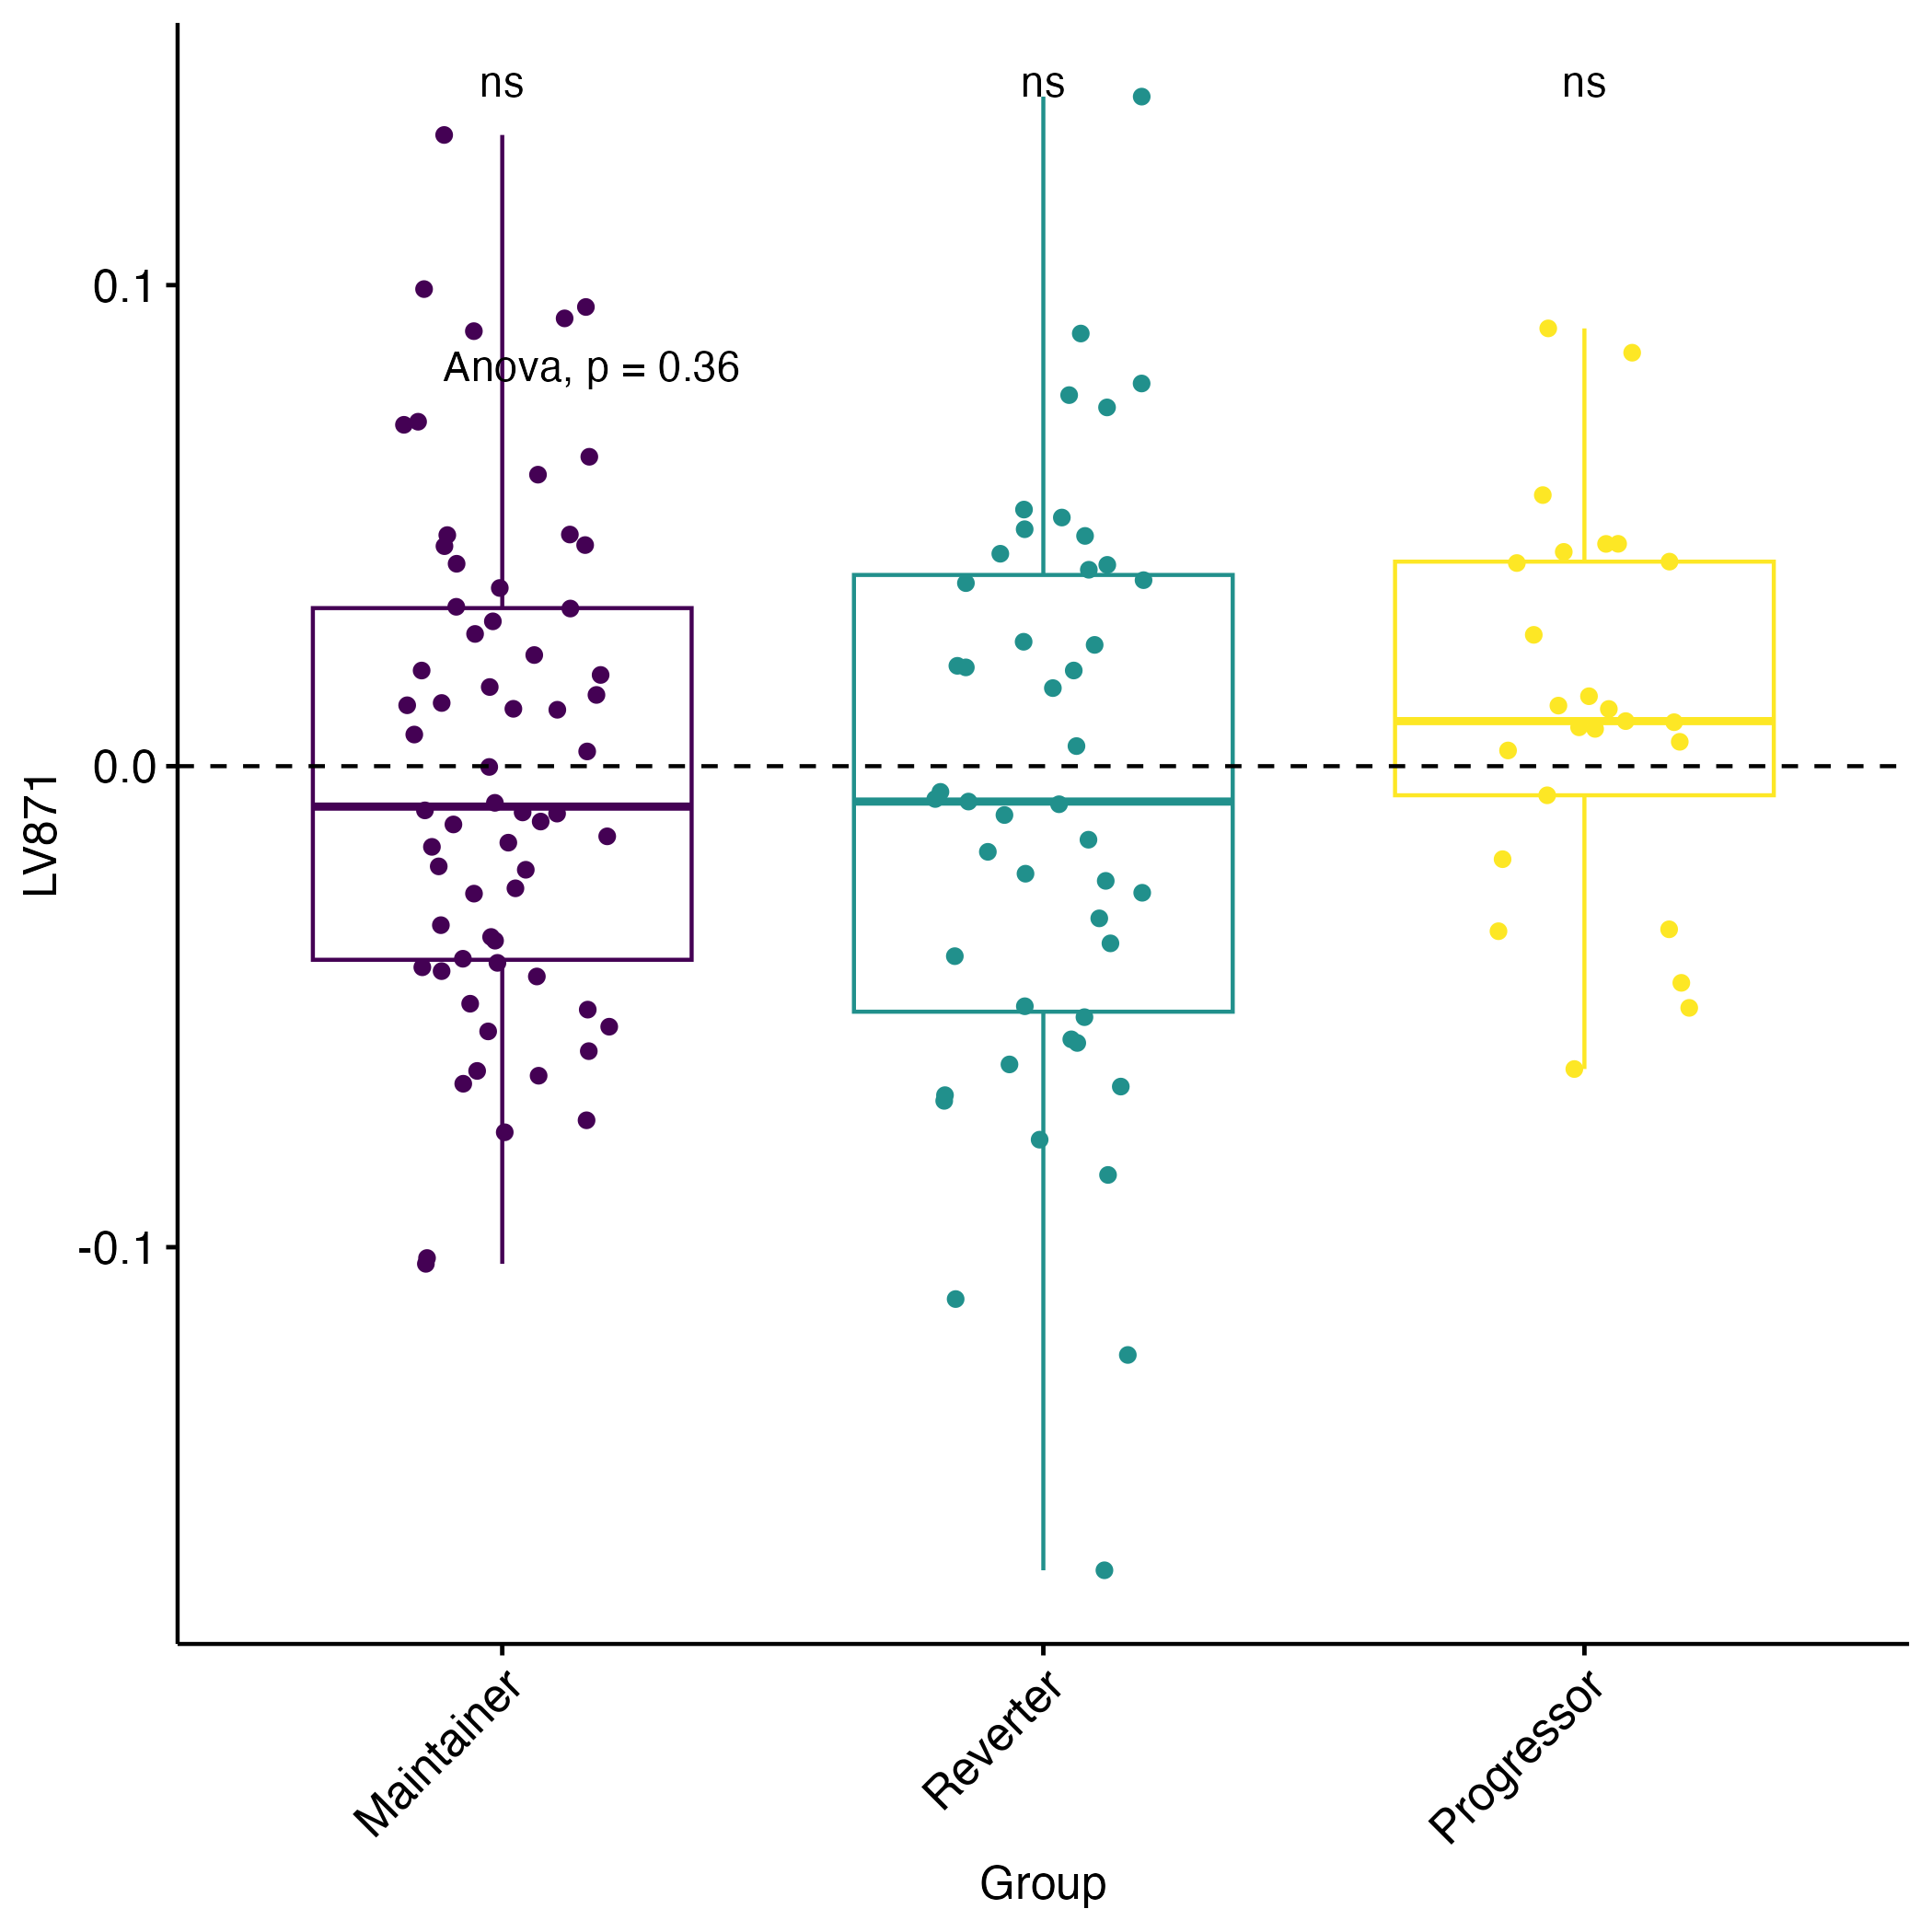 ns ns ns
0.1
Anova, p = 0.36
0.0
LV871
-0.1
Maintainer Reverter Progressor
Group